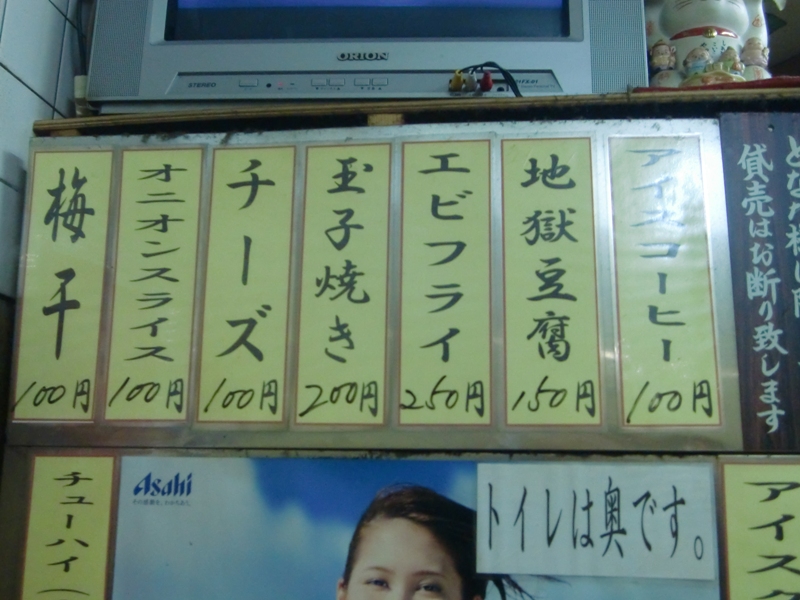 ORION
STEREO
アイスコーヒー
100円
地獄豆腐
150円
エビフライ
250円
玉子焼き
200円
チーズ
100円
オニオンスライス
100円
梅干
100円
貸売はお断り致します
トイレは奥です。
Asahi
チューハイ(
アイスク